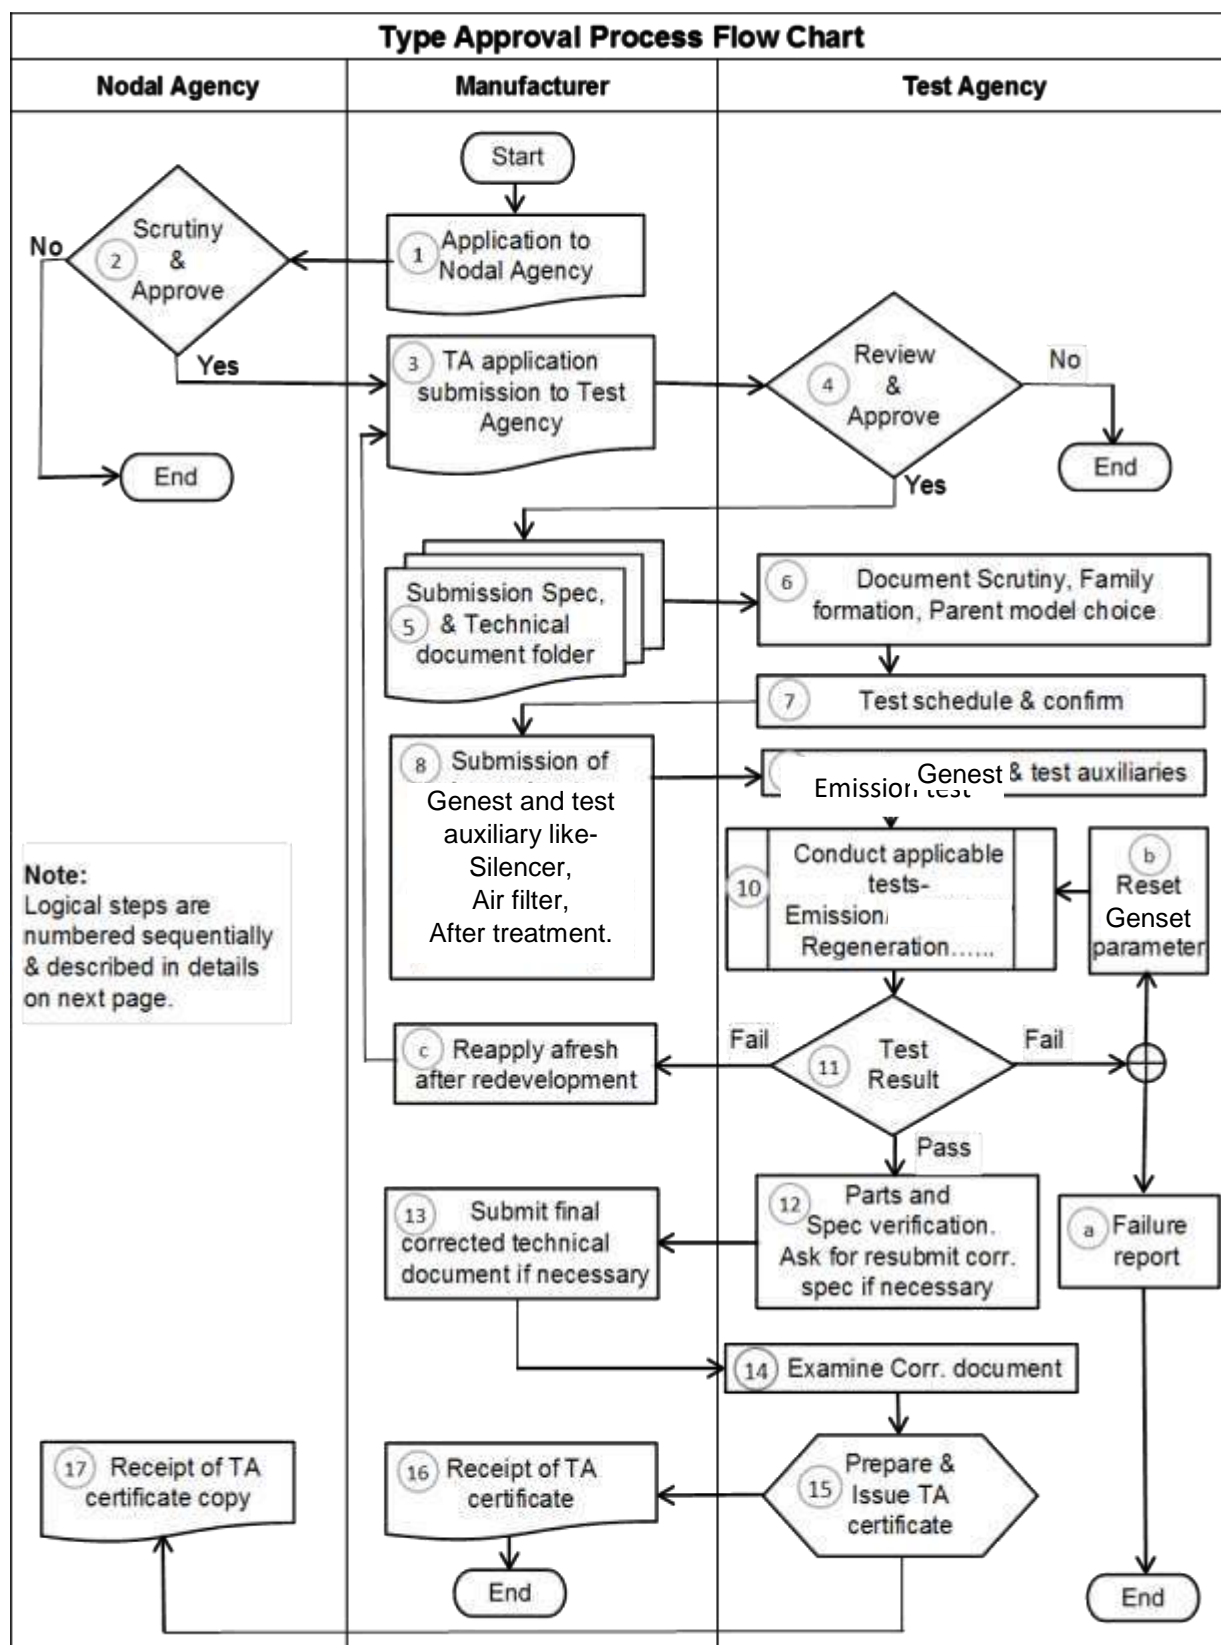 Type Approval Process Flow Chart
Nodal Agency
Manufacturer
Test Agency
Start
1 Application to
Nodal Agency
No
2
Scrutiny
&
Approve
Yes
End
3 TA application
submission to Test
Agency
4
Review
&
Approve
No
End
Yes
5
Submission Spec,
& Technical
document folder
6 Document Scrutiny, Family
formation, Parent model choice
7 Test schedule & confirm
8 Submission of
Genest and test
auxiliary like-
Silencer,
Air filter,
After treatment.
Genest & test auxiliaries
Emission test
10
Conduct applicable
tests-
Emission/
Regeneration......
b
Reset
Genset
parameter
Note:
Logical steps are
numbered sequentially
& described in details
on next page.
Fail
11
Test
Result
Fail
c Reapply afresh
after redevelopment
Pass
12 Parts and
Spec verification.
Ask for resubmit corr.
spec if necessary
13 Submit final
corrected technical
document if necessary
a Failure
report
14 Examine Corr. document
15
Prepare &
Issue TA
certificate
16 Receipt of TA
certificate
17 Receipt of TA
certificate copy
End
End